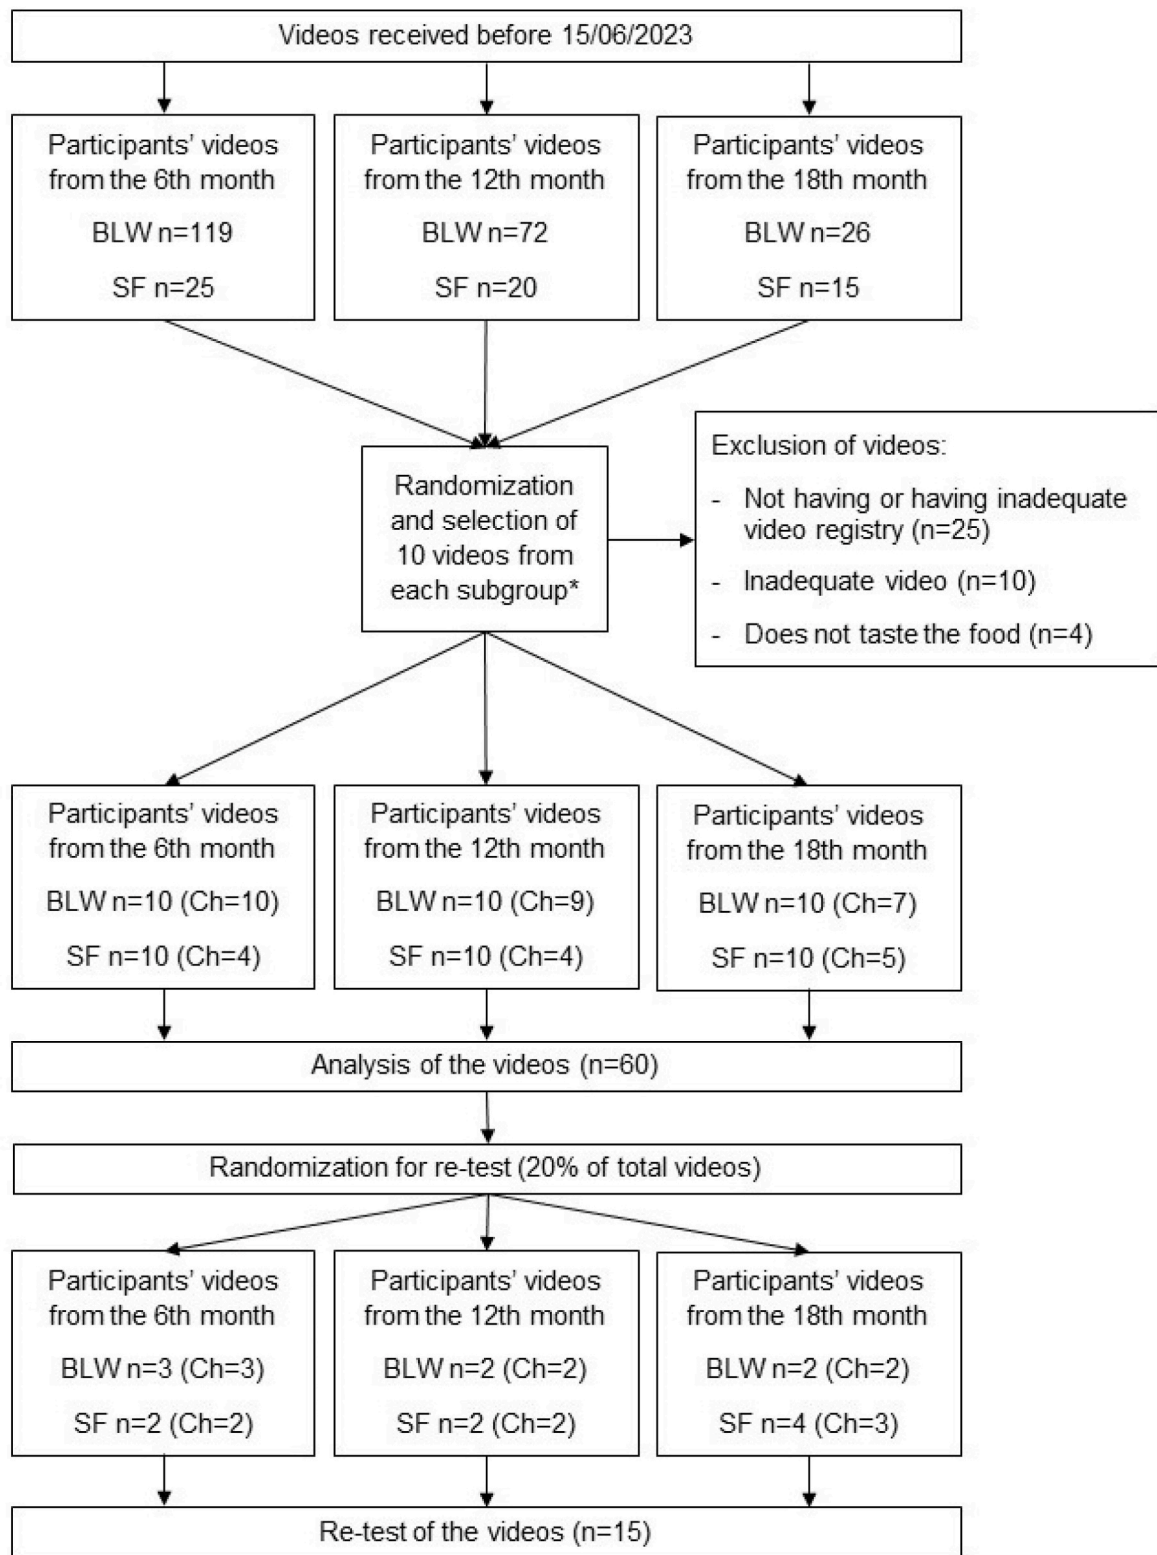 Videos received before 15/06/2023
Participants' videos
from the 6th month
BLW n=119
SF n=25
Participants' videos
from the 12th month
BLW n=72
SF n=20
Participants' videos
from the 18th month
BLW n=26
SF n=15
Randomization
and selection of
10 videos from
each subgroup*
Exclusion of videos:
- Not having or having inadequate
video registry (n=25)
- Inadequate video (n=10)
- Does not taste the food (n=4)
Participants' videos
from the 6th month
BLW n=10 (Ch=10)
SF n=10 (Ch=4)
Participants' videos
from the 12th month
BLW n=10 (Ch=9)
SF n=10 (Ch=4)
Participants' videos
from the 18th month
BLW n=10 (Ch=7)
SF n=10 (Ch=5)
Analysis of the videos (n=60)
Randomization for re-test (20% of total videos)
Participants' videos
from the 6th month
BLW n=3 (Ch=3)
SF n=2 (Ch=2)
Participants' videos
from the 12th month
BLW n=2 (Ch=2)
SF n=2 (Ch=2)
Participants' videos
from the 18th month
BLW n=2 (Ch=2)
SF n=4 (Ch=3)
Re-test of the videos (n=15)